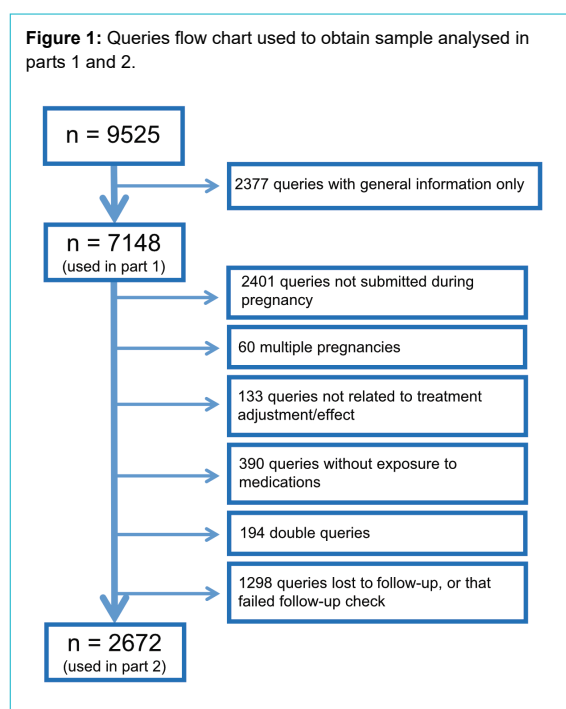 Figure 1: Queries flow chart used to obtain sample analysed in
parts 1 and 2.
n = 9525
2377 queries with general information only
n = 7148
(used in part 1)
2401 queries not submitted during
pregnancy
60 multiple pregnancies
133 queries not related to treatment
adjustment/effect
390 queries without exposure to
medications
194 double queries
1298 queries lost to follow-up, or that
failed follow-up check
n = 2672
(used in part 2)